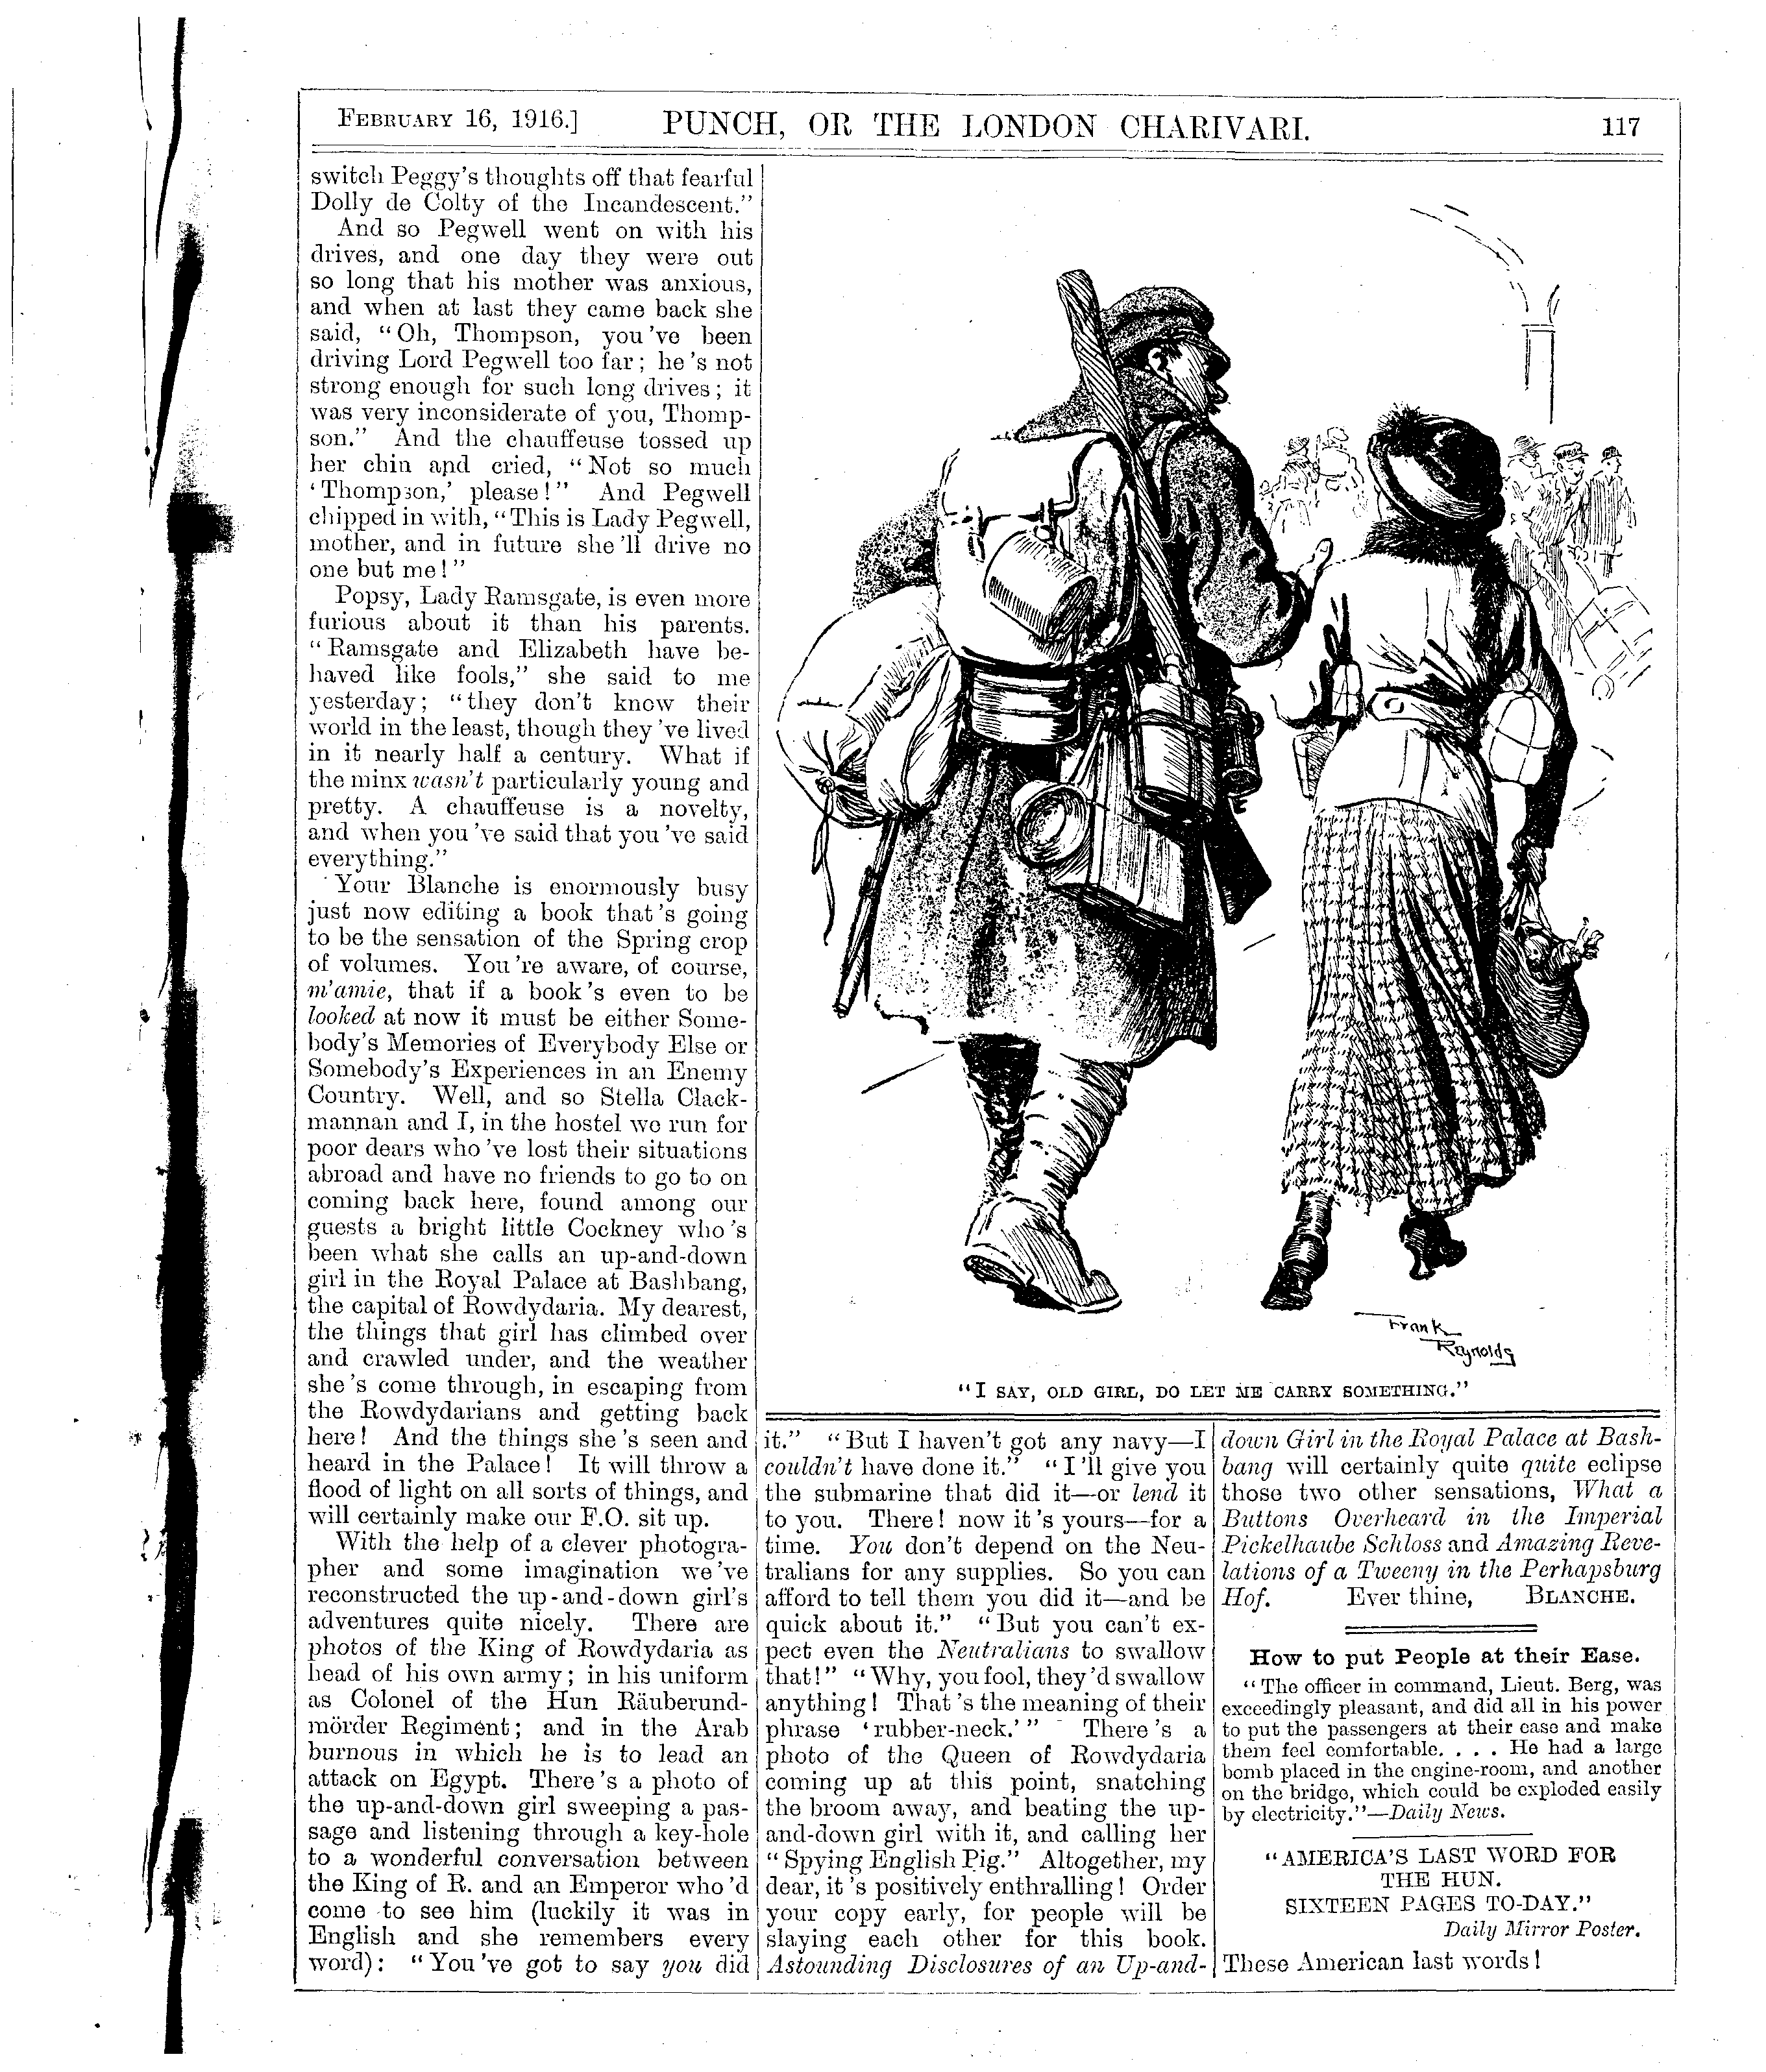 FEBRUARY 16, 1916.] PUNCH, OR THE LONDON CHARIVARI. 117
switch Peggy's thoughts off that fearful
Dolly de Colty of the Incandescent."
And so Pegwell went on with his
drives, and one day they were out
so long that his mother was anxious,
and when at last they came back she
said, "Oh, Thompson, you 've been
driving Lord Pegwell too far; he 's not
strong enough for such long drives; it
was very inconsiderate of you, Thomp-
son." And the chauffeuse tossed up
her chin and cried, "Not so much
'Thompson,' please!" And Pegwell
chipped in with, "This is Lady Pegwell,
mother, and in future she 'll drive no
one but me!"
Popsy, Lady Ramsgate, is even more
furious about it than his parents.
"Ramsgate and Elizabeth have be-
haved like fools," she said to me
yesterday; "they don't know their
world in the least, though they 've lived
in it nearly half a century. What if
the minx wasn't particularly young and
pretty. A chauffeuse is a novelty,
and when you 've said that you 've said
everything."
Your Blanche is enormously busy
just now editing a book that 's going
to be the sensation of the Spring crop
of volumes. You 're aware, of course,
m'amie, that if a book 's even to be
looked at now it must be either Some-
body's Memories of Everybody Else or
Somebody's Experiences in an Enemy
Country. Well, and so Stella Clack-
mannan and I, in the hostel we run for
poor dears who 've lost their situations
abroad and have no friends to go to on
coming back here, found among our
guests a bright little Cockney who 's
been what she calls an up-and-down
girl in the Royal Palace at Bashbang,
the capital of Rowdydaria. My dearest,
the things that girl has climbed over
and crawled under, and the weather
she 's come through, in escaping from
the Rowdydarians and getting back
here! And the things she 's seen and
heard in the Palace! It will throw a
flood of light on all sorts of things, and
will certainly make our F.O. sit up.
With the help of a clever photogra-
pher and some imagination we 've
reconstructed the up-and-down girl's
adventures quite nicely. There are
photos of the King of Rowdydaria as
head of his own army; in his uniform
as Colonel of the Hun Räuberund-
mörder Regiment; and in the Arab
burnous in which he is to lead an
attack on Egypt. There 's a photo of
the up-and-down girl sweeping a pas-
sage and listening through a key-hole
to a wonderful conversation between
the King of R. and an Emperor who 'd
come to see him (luckily it was in
English and she remembers every
word): "You 've got to say you did
Frank
Reynolds
"I SAY, OLD GIRL, DO LET ME CARRY SOMETHING."
it." "But I haven't got any navy—I
couldn't have done it." "I 'll give you
the submarine that did it—or lend it
to you. There! now it 's yours—for a
time. You don't depend on the Neu-
tralians for any supplies. So you can
afford to tell them you did it—and be
quick about it." "But you can't ex-
pect even the Neutralians to swallow
that!" "Why, you fool, they 'd swallow
anything! That 's the meaning of their
phrase 'rubber-neck.'" There 's a
photo of the Queen of Rowdydaria
coming up at this point, snatching
the broom away, and beating the up-
and-down girl with it, and calling her
"Spying English Pig." Altogether, my
dear, it 's positively enthralling! Order
your copy early, for people will be
slaying each other for this book.
Astounding Disclosures of an Up-and-
down Girl in the Royal Palace at Bash-
bang will certainly quite quite eclipse
those two other sensations, What a
Buttons Overheard in the Imperial
Pickelhaube Schloss and Amazing Reve-
lations of a Tweeny in the Perhapsburg
Hof. Ever thine, BLANCHE.
How to put People at their Ease.
"The officer in command, Lieut. Berg, was
exceedingly pleasant, and did all in his power
to put the passengers at their ease and make
them feel comfortable. . . . He had a large
bomb placed in the engine-room, and another
on the bridge, which could be exploded easily
by electricity."—Daily News.
"AMERICA'S LAST WORD FOR
THE HUN.
SIXTEEN PAGES TO-DAY."
Daily Mirror Poster.
These American last words!